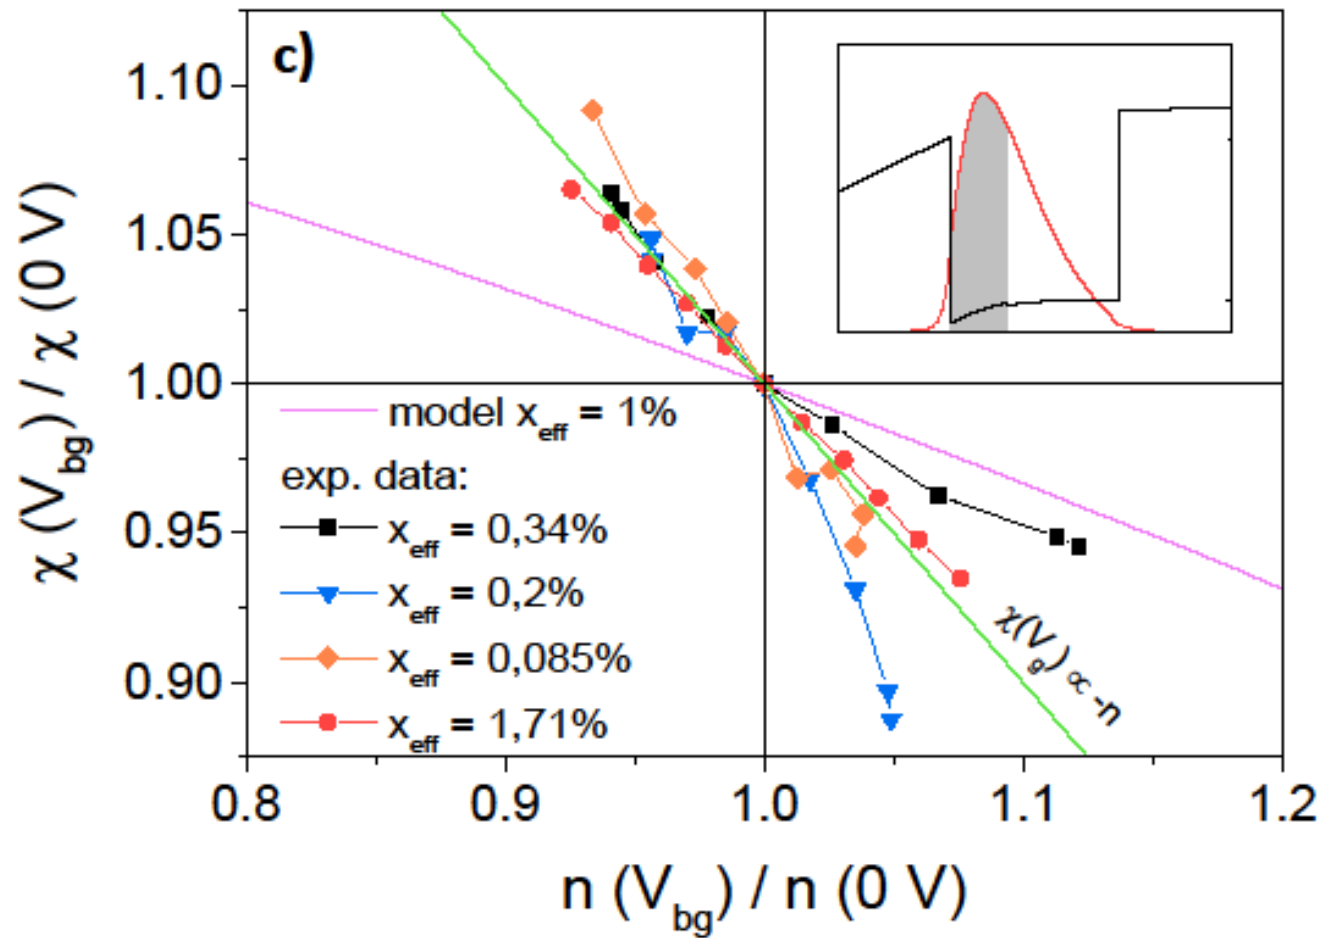 c)
χ (V_bg) / χ (0 V)
1.10
1.05
1.00
0.95
0.90
model x_eff = 1%
exp. data:
x_eff = 0,34%
x_eff = 0,2%
x_eff = 0,085%
x_eff = 1,71%
χ(V_g) ∝ -n
0.8 0.9 1.0 1.1 1.2
n (V_bg) / n (0 V)